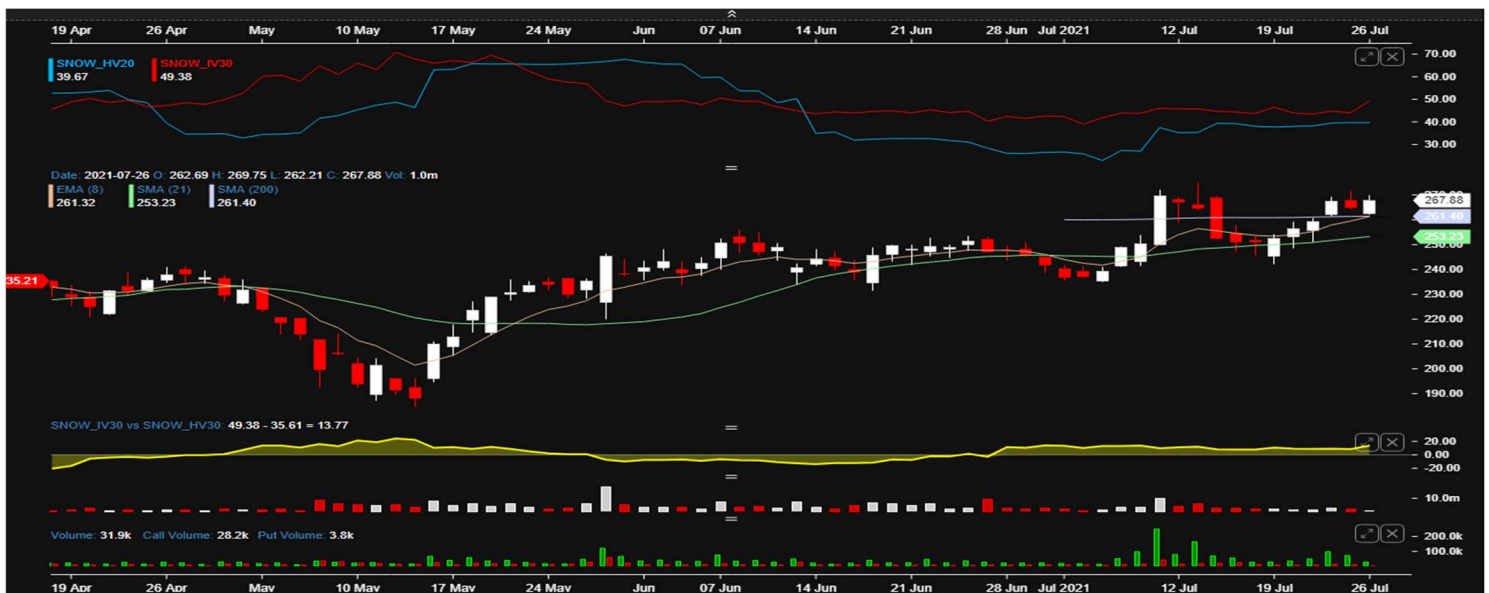 19 Apr 26 Apr May 10 May 17 May 24 May Jun 07 Jun 14 Jun 21 Jun 28 Jun Jul 2021 12 Jul 19 Jul 26 Jul
SNOW_HV20 SNOW_IV30
39.67 49.38
70.00
60.00
50.00
40.00
30.00
Date: 2021-07-26 O: 262.69 H: 269.75 L: 262.21 C: 267.88 Vol: 1.0m
EMA (8) SMA (21) SMA (200)
261.32 253.23 261.40
267.88
261.40
253.23
250.00
240.00
35.21
230.00
220.00
210.00
200.00
190.00
SNOW_IV30 vs SNOW_HV30: 49.38 - 35.61 = 13.77
20.00
0.00
-20.00
10.0m
Volume: 31.9k Call Volume: 28.2k Put Volume: 3.8k
200.0k
100.0k
19 Apr 26 Apr May 10 May 17 May 24 May Jun 07 Jun 14 Jun 21 Jun 28 Jun Jul 2021 12 Jul 19 Jul 26 Jul